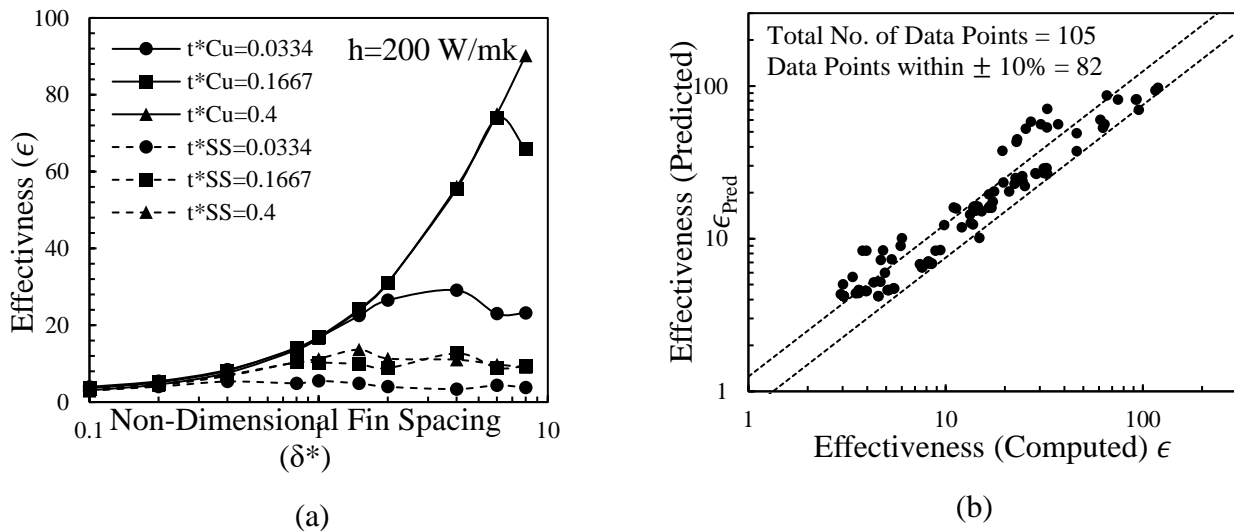 100
80
60
40
20
0
Effectivness (ϵ)
t*Cu=0.0334
t*Cu=0.1667
t*Cu=0.4
t*SS=0.0334
t*SS=0.1667
t*SS=0.4
h=200 W/mk
0.1
1
10
Non-Dimensional Fin Spacing
(δ*)
(a)
Total No. of Data Points = 105
Data Points within ± 10% = 82
100
10
1
Effectiveness (Predicted)
ϵPred
1
10
100
Effectiveness (Computed) ϵ
(b)